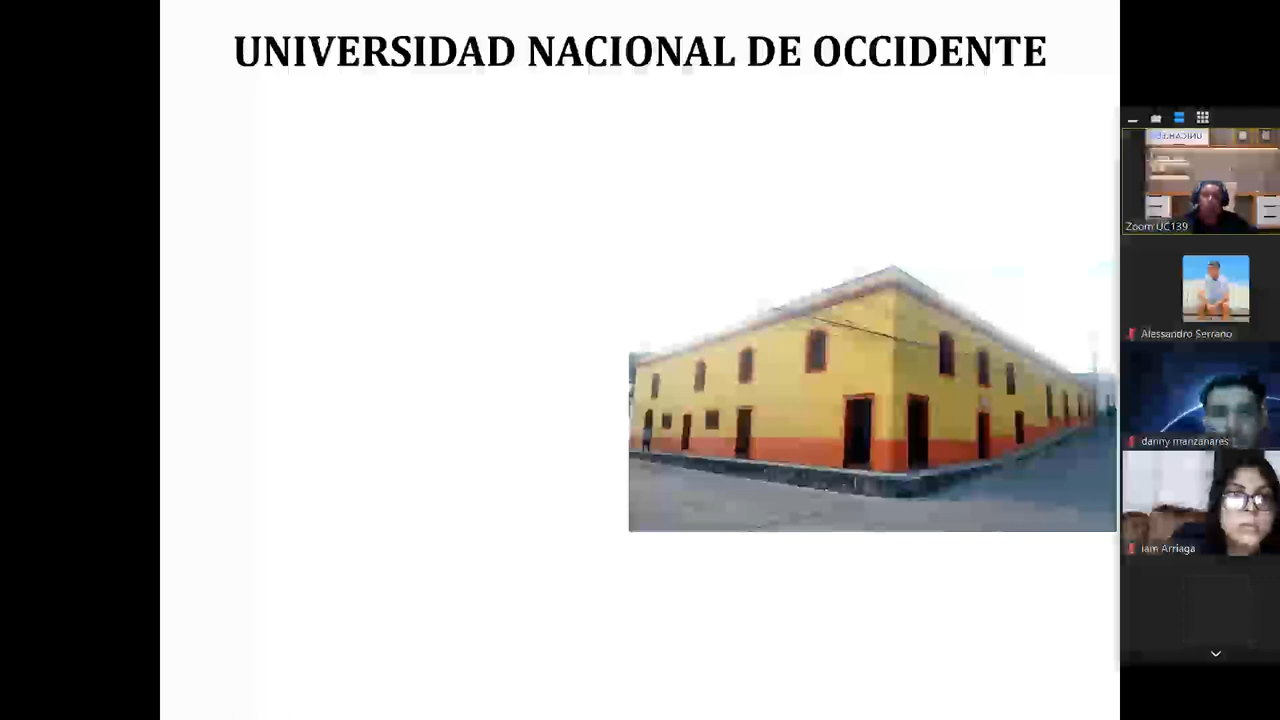 UNIVERSIDAD NACIONAL DE OCCIDENTE
Zoom UC139
Alessandro Serrano
danny manzanares
iam Arriaga